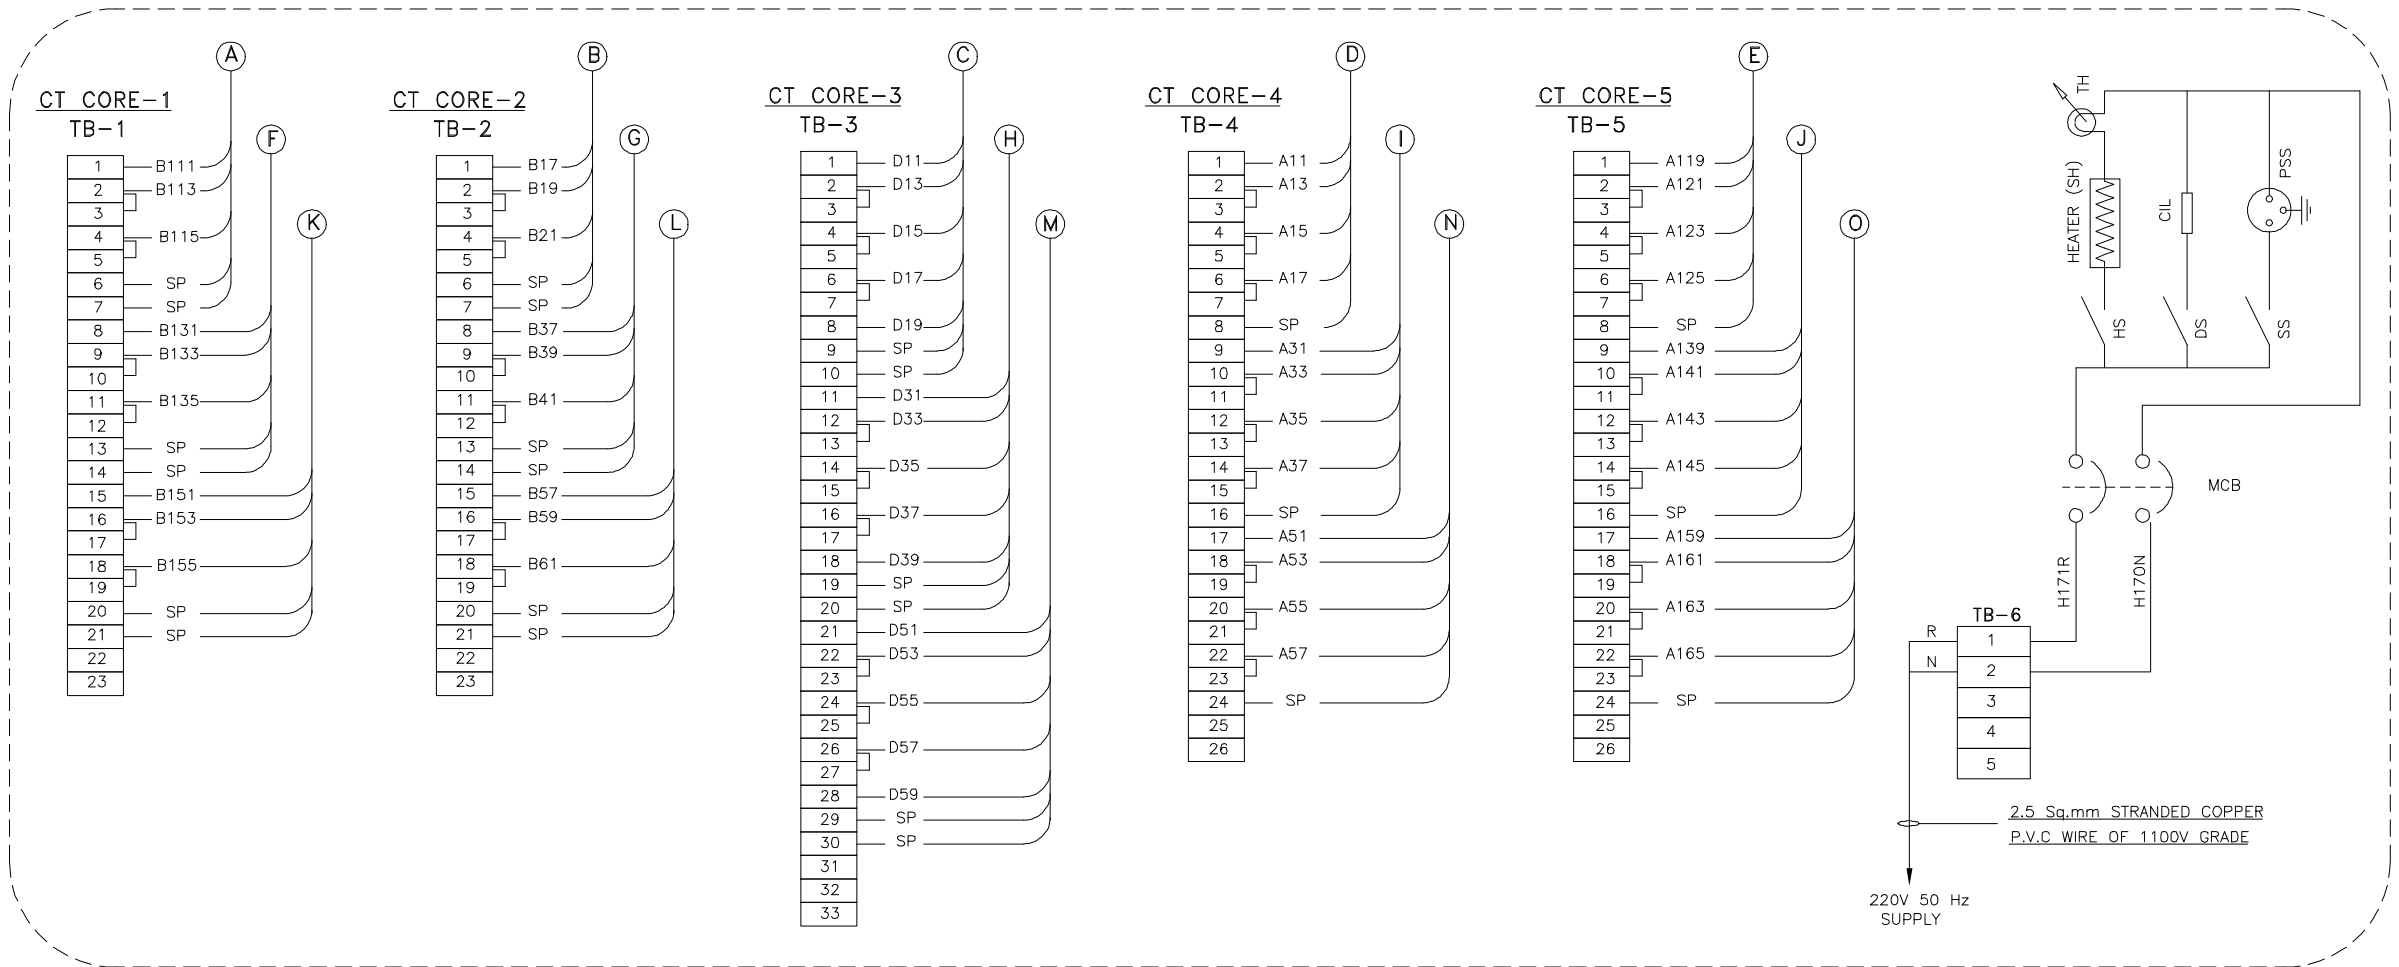 A
F
K
CT CORE-1
TB-1
1 B111
2 B113
3
4 B115
5
6 SP
7 SP
8 B131
9 B133
10
11 B135
12
13 SP
14 SP
15 B151
16 B153
17
18 B155
19
20 SP
21 SP
22
23
B
G
L
CT CORE-2
TB-2
1 B17
2 B19
3
4 B21
5
6 SP
7 SP
8 B37
9 B39
10
11 B41
12
13 SP
14 SP
15 B57
16 B59
17
18 B61
19
20 SP
21 SP
22
23
C
H
M
CT CORE-3
TB-3
1 D11
2 D13
3
4 D15
5
6 D17
7
8 D19
9 SP
10 SP
11 D31
12 D33
13
14 D35
15
16 D37
17
18 D39
19 SP
20 SP
21 D51
22 D53
23
24 D55
25
26 D57
27
28 D59
29 SP
30 SP
31
32
33
D
I
N
CT CORE-4
TB-4
1 A11
2 A13
3
4 A15
5
6 A17
7
8 SP
9 A31
10 A33
11
12 A35
13
14 A37
15
16 SP
17 A51
18 A53
19
20 A55
21
22 A57
23
24 SP
25
26
E
J
O
CT CORE-5
TB-5
1 A119
2 A121
3
4 A123
5
6 A125
7
8 SP
9 A139
10 A141
11
12 A143
13
14 A145
15
16 SP
17 A159
18 A161
19
20 A163
21
22 A165
23
24 SP
25
26
TH
HEATER (SH)
CIL
PSS
HS
DS
SS
MCB
H171R
H170N
TB-6
R 1
N 2
3
4
5
2.5 Sq.mm STRANDED COPPER
P.V.C WIRE OF 1100V GRADE
220V 50 Hz
SUPPLY